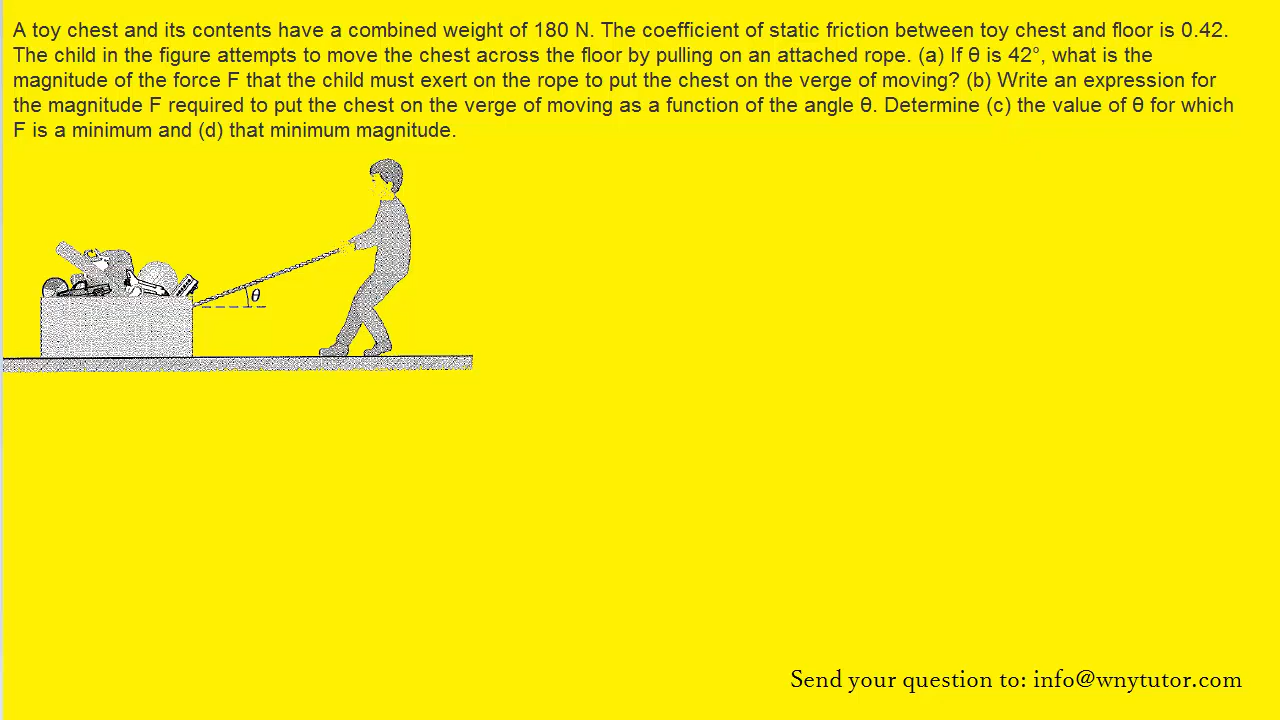 A toy chest and its contents have a combined weight of 180 N. The coefficient of static friction between toy chest and floor is 0.42.
The child in the figure attempts to move the chest across the floor by pulling on an attached rope. (a) If θ is 42°, what is the
magnitude of the force F that the child must exert on the rope to put the chest on the verge of moving? (b) Write an expression for
the magnitude F required to put the chest on the verge of moving as a function of the angle θ. Determine (c) the value of θ for which
F is a minimum and (d) that minimum magnitude.
θ
Send your question to: info@wnytutor.com